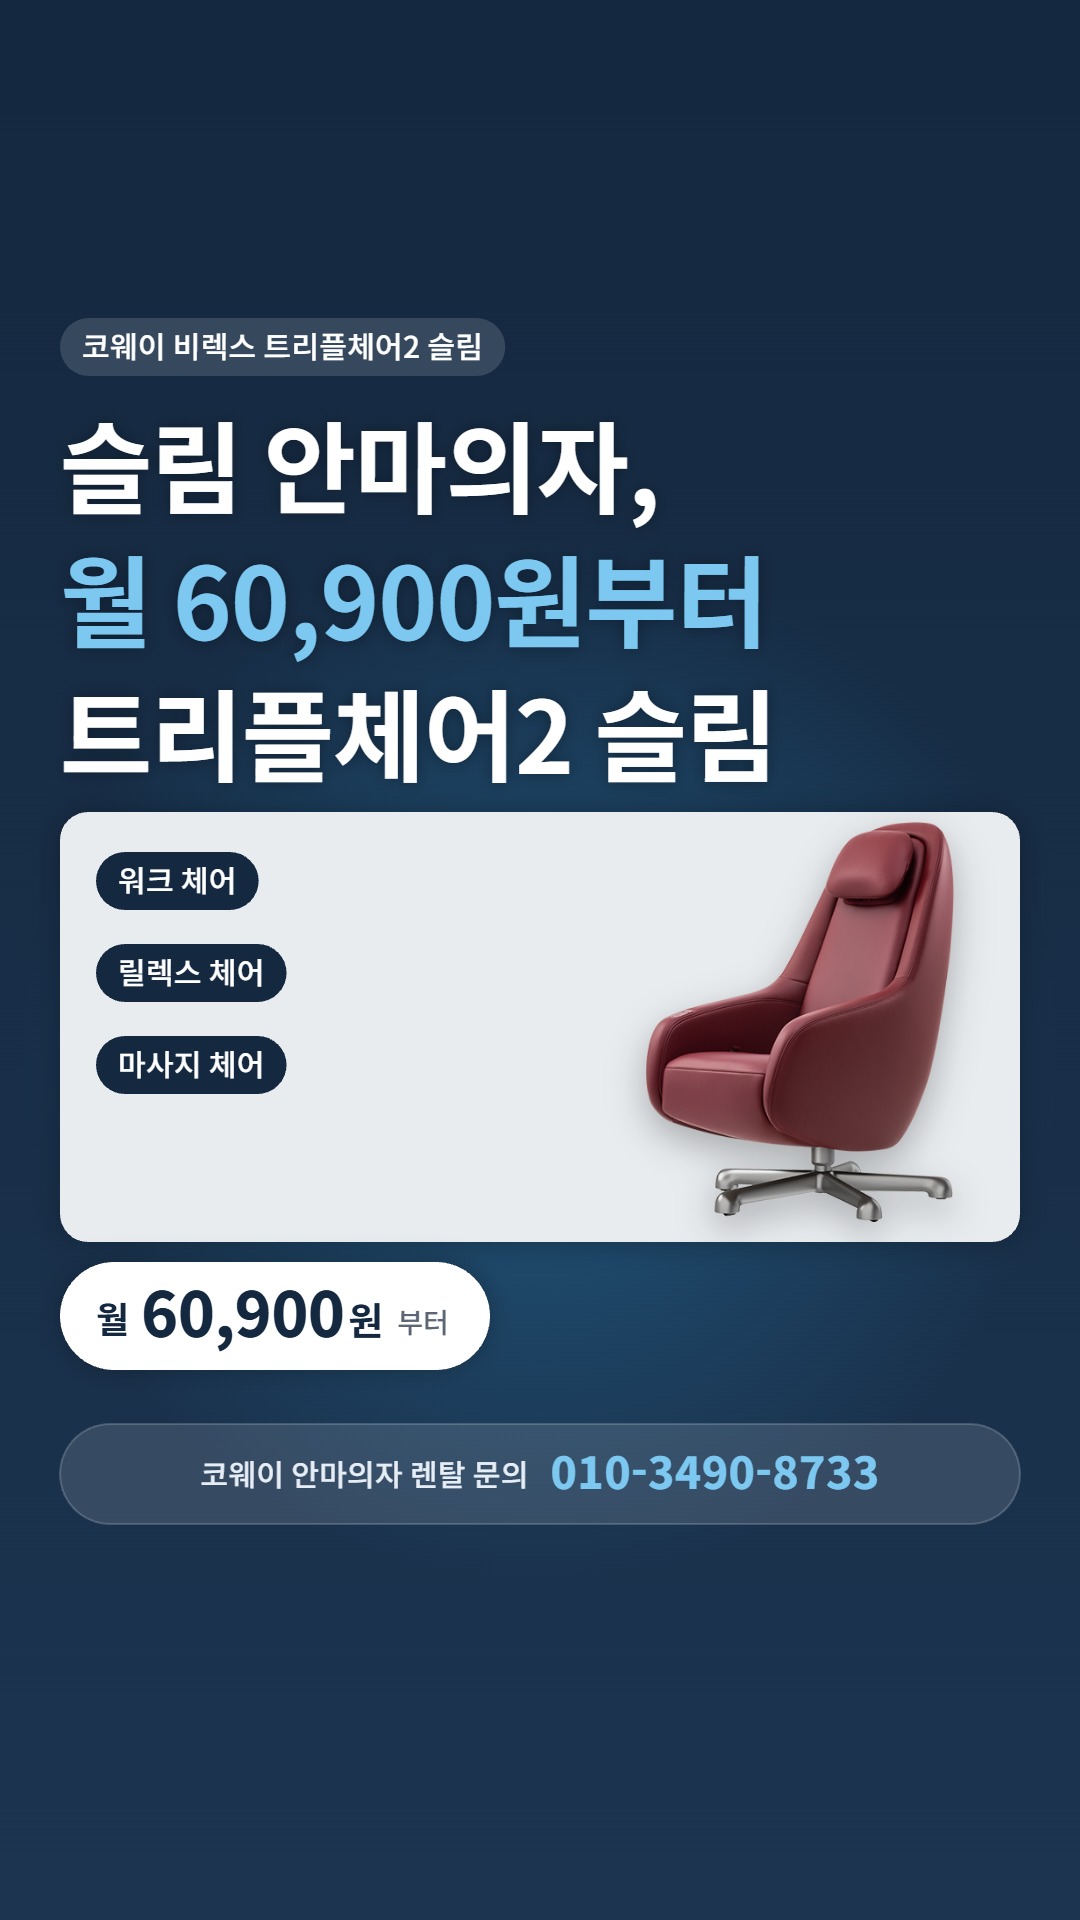 코웨이 비렉스 트리플체어2 슬림
슬림 안마의자,
월 60,900원부터
트리플체어2 슬림
워크 체어
릴렉스 체어
마사지 체어
월 60,900원 부터
코웨이 안마의자 렌탈 문의 010-3490-8733